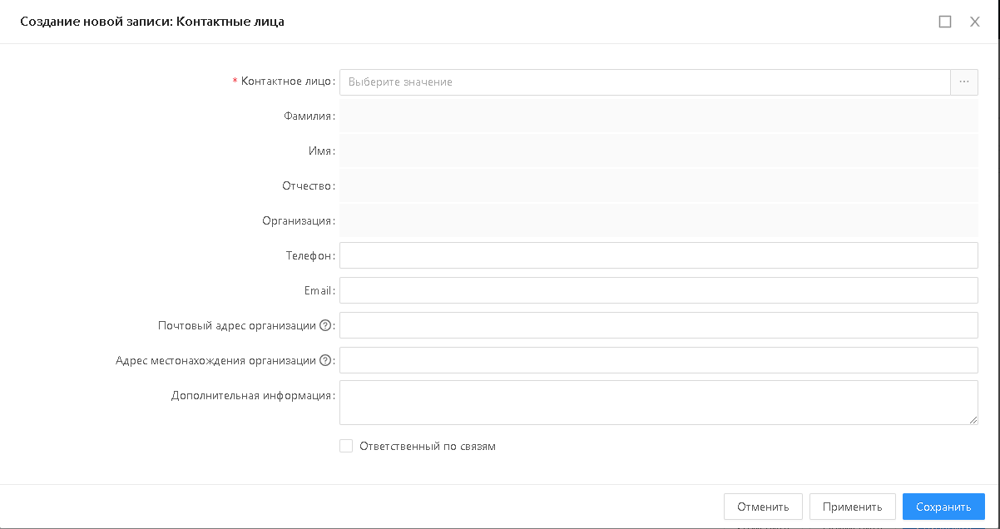 Создание новой записи: Контактные лица
* Контактное лицо: Выберите значение ...
Фамилия:
Имя:
Отчество:
Организация:
Телефон:
Email:
Почтовый адрес организации ?:
Адрес местонахождения организации ?:
Дополнительная информация:
Ответственный по связям
Отменить Применить Сохранить